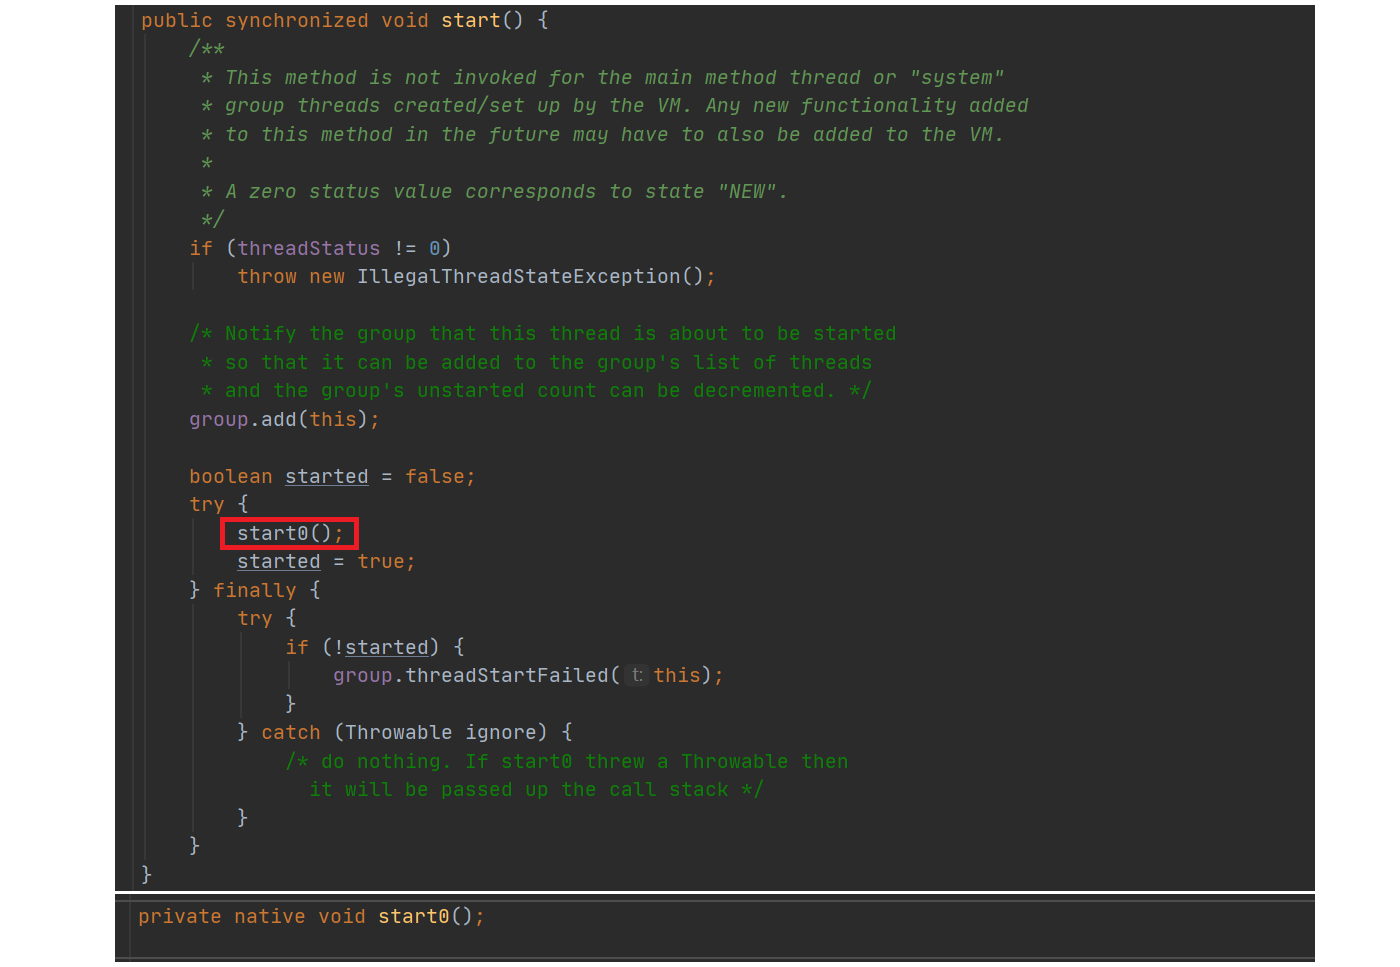 public synchronized void start() {
/**
* This method is not invoked for the main method thread or "system"
* group threads created/set up by the VM. Any new functionality added
* to this method in the future may have to also be added to the VM.
*
* A zero status value corresponds to state "NEW".
*/
if (threadStatus != 0)
throw new IllegalThreadStateException();
/* Notify the group that this thread is about to be started
* so that it can be added to the group's list of threads
* and the group's unstarted count can be decremented. */
group.add(this);
boolean started = false;
try {
start0();
started = true;
} finally {
try {
if (!started) {
group.threadStartFailed( t: this);
}
} catch (Throwable ignore) {
/* do nothing. If start0 threw a Throwable then
it will be passed up the call stack */
}
}
}
private native void start0();